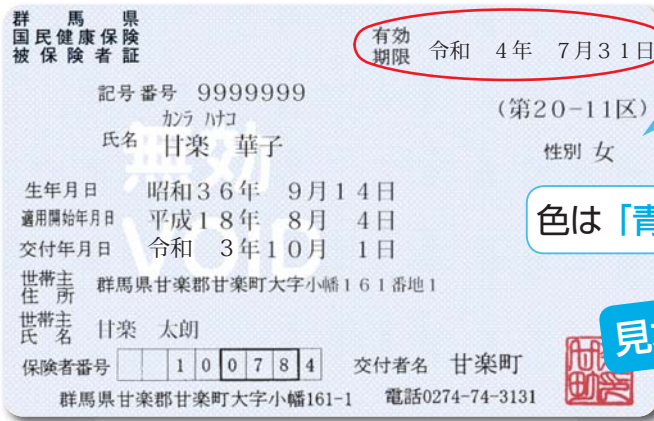 群馬県
国民健康保険
被保険者証
有効
期限 令和 4年 7月31日
記号番号 9999999
(第20-11区)
カンラ ハナコ
氏名 甘楽 華子
性別 女
無効
VOID
生年月日 昭和36年 9月14日
適用開始年月日 平成18年 8月 4日
交付年月日 令和 3年10月 1日
色は「青
世帯主
住所 群馬県甘楽郡甘楽町大字小幡161番地1
世帯主
氏名 甘楽 太朗
見
保険者番号 100784 交付者名 甘楽町
群馬県甘楽郡甘楽町大字小幡161-1 電話0274-74-3131